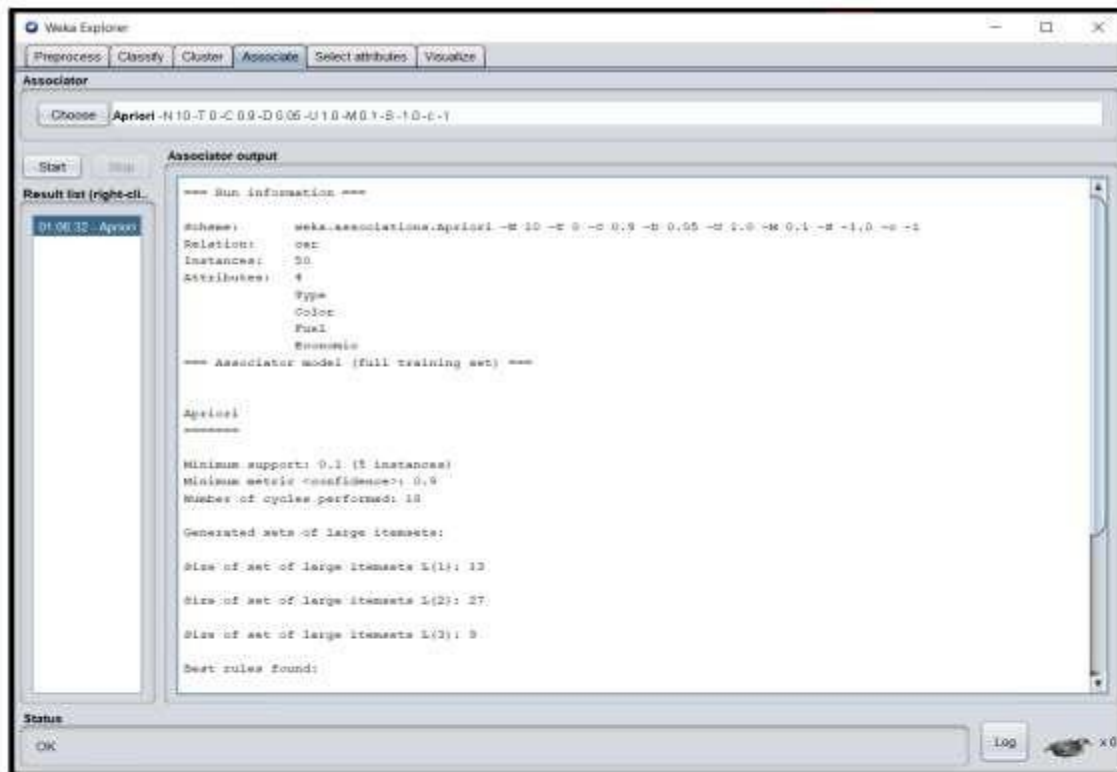 Weka Explorer
Preprocess Classify Cluster Associate Select attributes Visualize
Associator
Choose Apriori -N 10 -T 0 -C 0.9 -D 0.05 -U 1.0 -M 0.1 -S -1.0 -c -1
Start Stop
Associator output
Result list (right-cli..
01:06:32 - Apriori
=== Run information ===
Scheme: weka.associations.Apriori -N 10 -T 0 -C 0.9 -D 0.05 -U 1.0 -M 0.1 -S -1.0 -c -1
Relation: car
Instances: 50
Attributes: 4
Type
Color
Fuel
Economic
=== Associator model (full training set) ===
Apriori
=======
Minimum support: 0.1 (5 instances)
Minimum metric <confidence>: 0.9
Number of cycles performed: 18
Generated sets of large itemsets:
Size of set of large itemsets L(1): 13
Size of set of large itemsets L(2): 27
Size of set of large itemsets L(3): 9
Best rules found:
Status
OK
Log
x 0